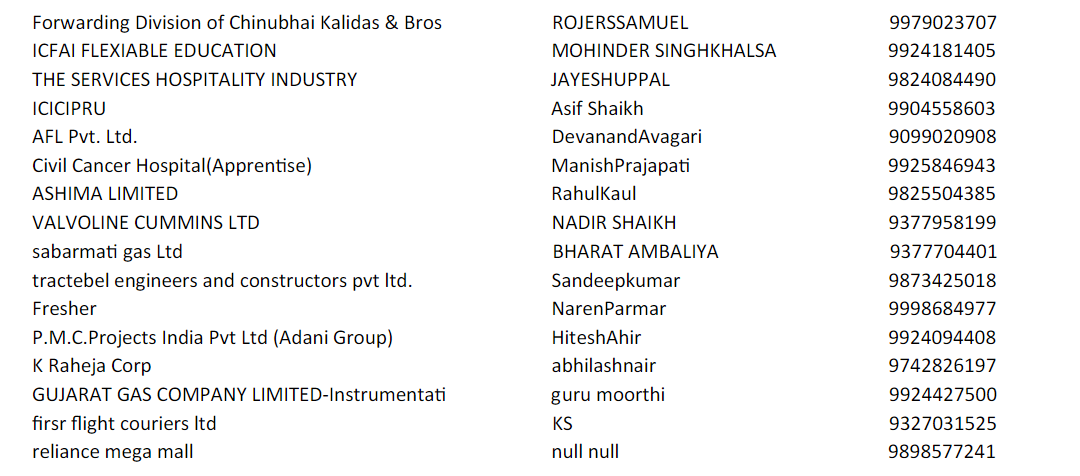 Forwarding Division of Chinubhai Kalidas & Bros ROJERSSAMUEL 9979023707
ICFAI FLEXIABLE EDUCATION MOHINDER SINGHKHALSA 9924181405
THE SERVICES HOSPITALITY INDUSTRY JAYESHUPPAL 9824084490
ICICIPRU Asif Shaikh 9904558603
AFL Pvt. Ltd. DevanandAvagari 9099020908
Civil Cancer Hospital(Apprentise) ManishPrajapati 9925846943
ASHIMA LIMITED RahulKaul 9825504385
VALVOLINE CUMMINS LTD NADIR SHAIKH 9377958199
sabarmati gas Ltd BHARAT AMBALIYA 9377704401
tractebel engineers and constructors pvt ltd. Sandeepkumar 9873425018
Fresher NarenParmar 9998684977
P.M.C.Projects India Pvt Ltd (Adani Group) HiteshAhir 9924094408
K Raheja Corp abhilashnair 9742826197
GUJARAT GAS COMPANY LIMITED-Instrumentati guru moorthi 9924427500
firsr flight couriers ltd KS 9327031525
reliance mega mall null null 9898577241